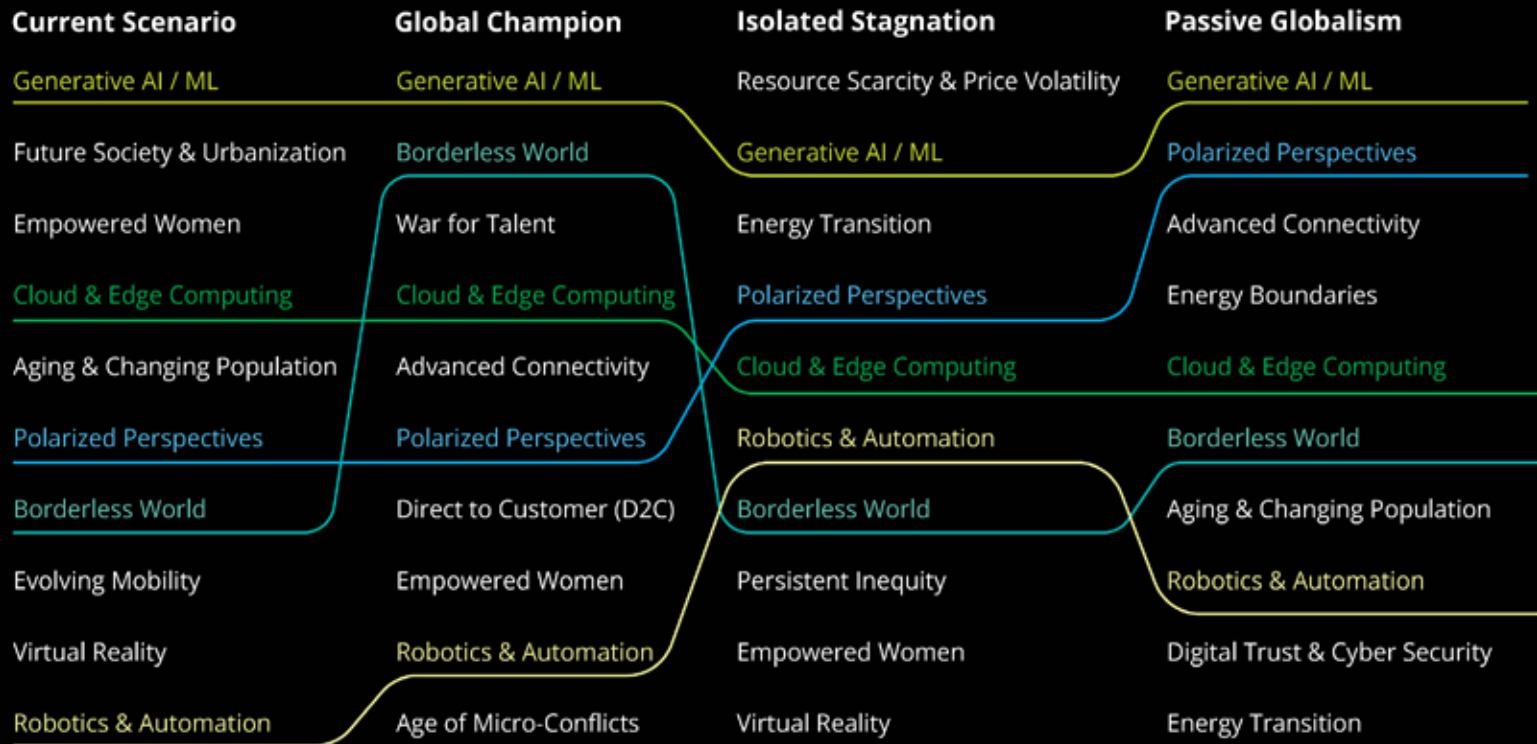 Current Scenario
Generative AI / ML
Future Society & Urbanization
Empowered Women
Cloud & Edge Computing
Aging & Changing Population
Polarized Perspectives
Borderless World
Evolving Mobility
Virtual Reality
Robotics & Automation
Global Champion
Generative AI / ML
Borderless World
War for Talent
Cloud & Edge Computing
Advanced Connectivity
Polarized Perspectives
Direct to Customer (D2C)
Empowered Women
Robotics & Automation
Age of Micro-Conflicts
Isolated Stagnation
Resource Scarcity & Price Volatility
Generative AI / ML
Energy Transition
Polarized Perspectives
Cloud & Edge Computing
Robotics & Automation
Borderless World
Persistent Inequity
Empowered Women
Virtual Reality
Passive Globalism
Generative AI / ML
Polarized Perspectives
Advanced Connectivity
Energy Boundaries
Cloud & Edge Computing
Borderless World
Aging & Changing Population
Robotics & Automation
Digital Trust & Cyber Security
Energy Transition